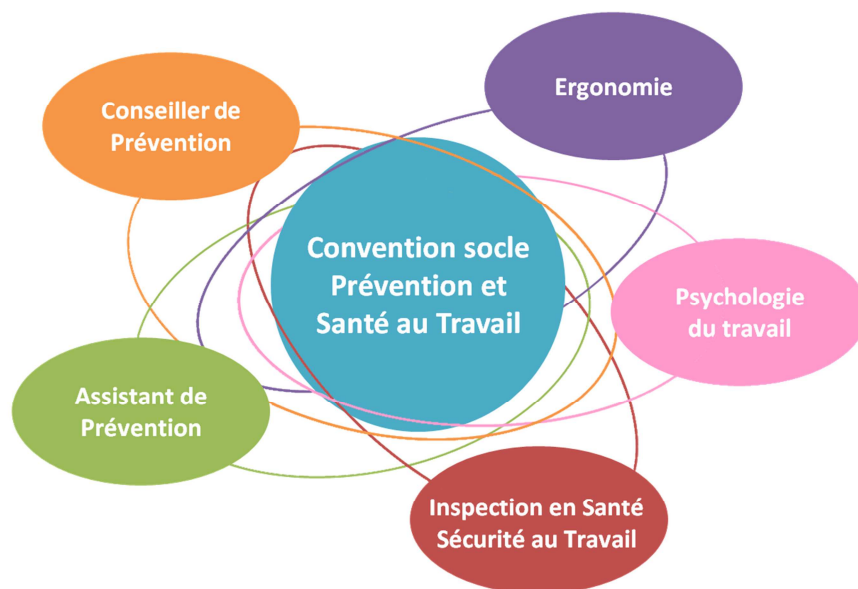 Conseiller de
Prévention
Ergonomie
Convention socle
Prévention et
Santé au Travail
Psychologie
du travail
Assistant de
Prévention
Inspection en Santé
Sécurité au Travail